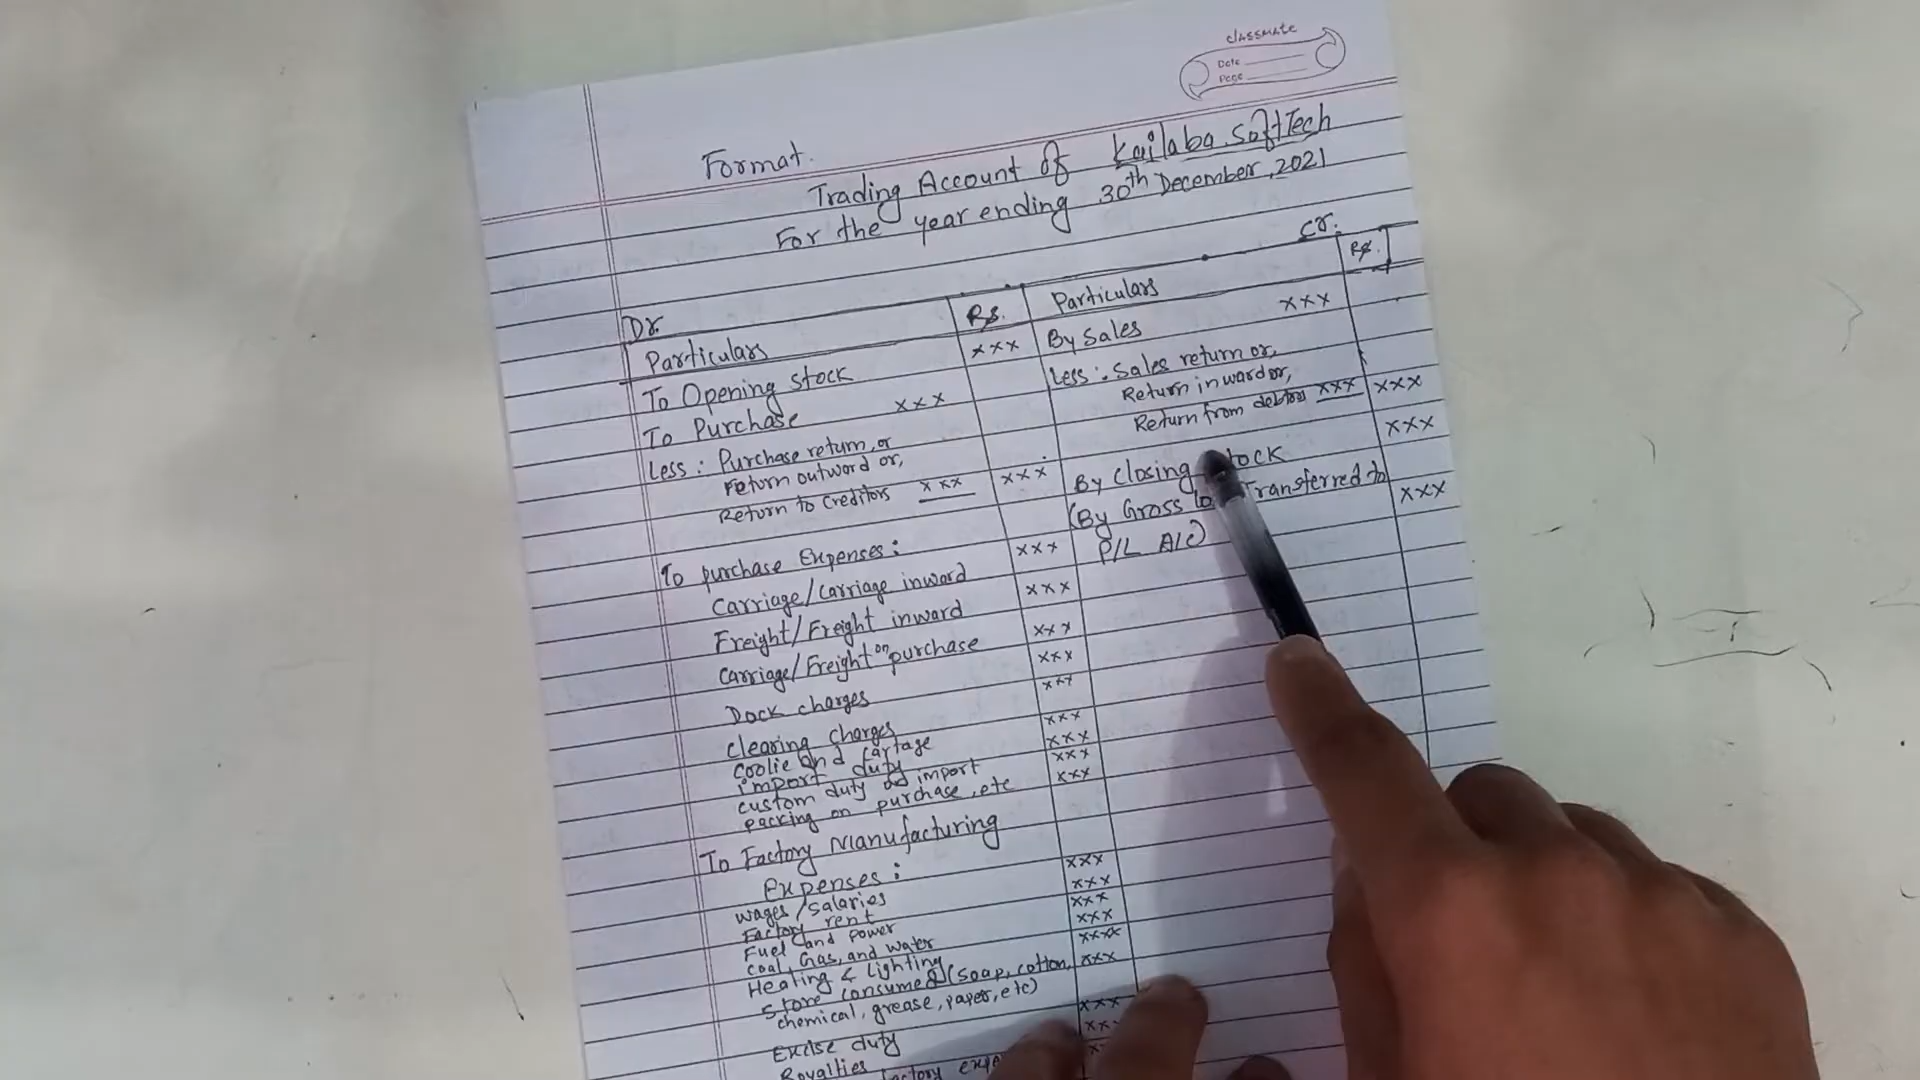 classmate
Date
Page
Format.
Trading Account of Kailaba SoftTech
For the year ending 30th December, 2021
Cr.
Dr.
Particulars Rs. Particulars Rs.
To Opening stock xxx
To Purchase xxx
Less: Purchase return, or
return outword or,
Return to Creditors xxx xxx
To purchase Expenses:
Carriage/Carriage inward xxx
Freight/Freight inward xxx
Carriage/Freight on purchase xxx
Dock charges xxx
clearing charges xxx
Coolie and cartage xxx
import duty xxx
custom duty on import xxx
packing on purchase, etc xxx
To Factory Manufacturing
Expenses:
wages/salaries xxx
Factory rent xxx
Fuel and power xxx
Coal, Gas, and water xxx
Heating & Lighting xxxx
Store consumed (soap, cotton, xxx
chemical, grease, paper, etc)
Excise duty xxx
Royalties xxx
factory
By Sales xxx
Less: Sales return or,
Return inward or,
Return from debtors xxx xxx
By Closing stock xxx
(By Gross Transferred to xxx
P/L A/C)